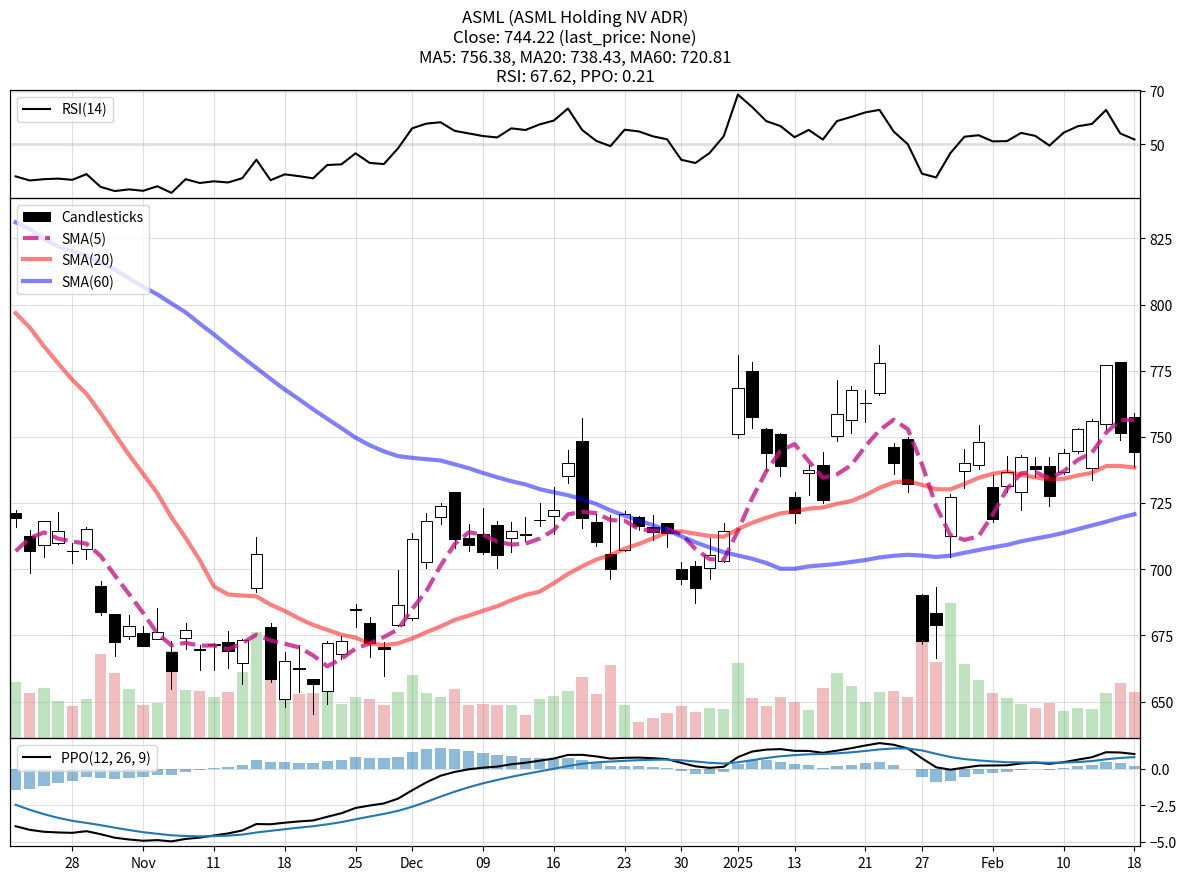 ASML (ASML Holding NV ADR)
Close: 744.22 (last_price: None)
MA5: 756.38, MA20: 738.43, MA60: 720.81
RSI: 67.62, PPO: 0.21
RSI(14)
70
50
Candlesticks
SMA(5)
SMA(20)
SMA(60)
825
800
775
750
725
700
675
650
PPO(12, 26, 9)
0.0
−2.5
−5.0
28 Nov 11 18 25 Dec 09 16 23 30 2025 13 21 27 Feb 10 18